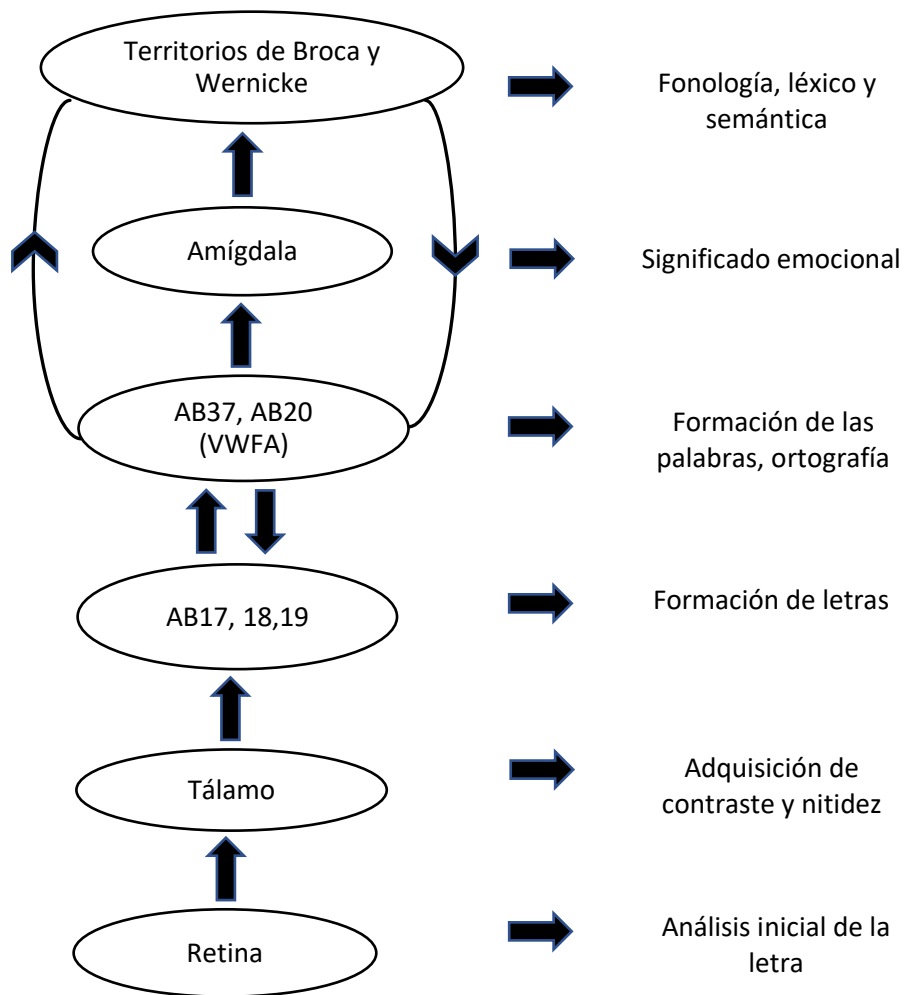 Territorios de Broca y
Wernicke
Fonología, léxico y
semántica
Amígdala
Significado emocional
AB37, AB20
(VWFA)
Formación de las
palabras, ortografía
AB17, 18,19
Formación de letras
Tálamo
Adquisición de
contraste y nitidez
Retina
Análisis inicial de la
letra